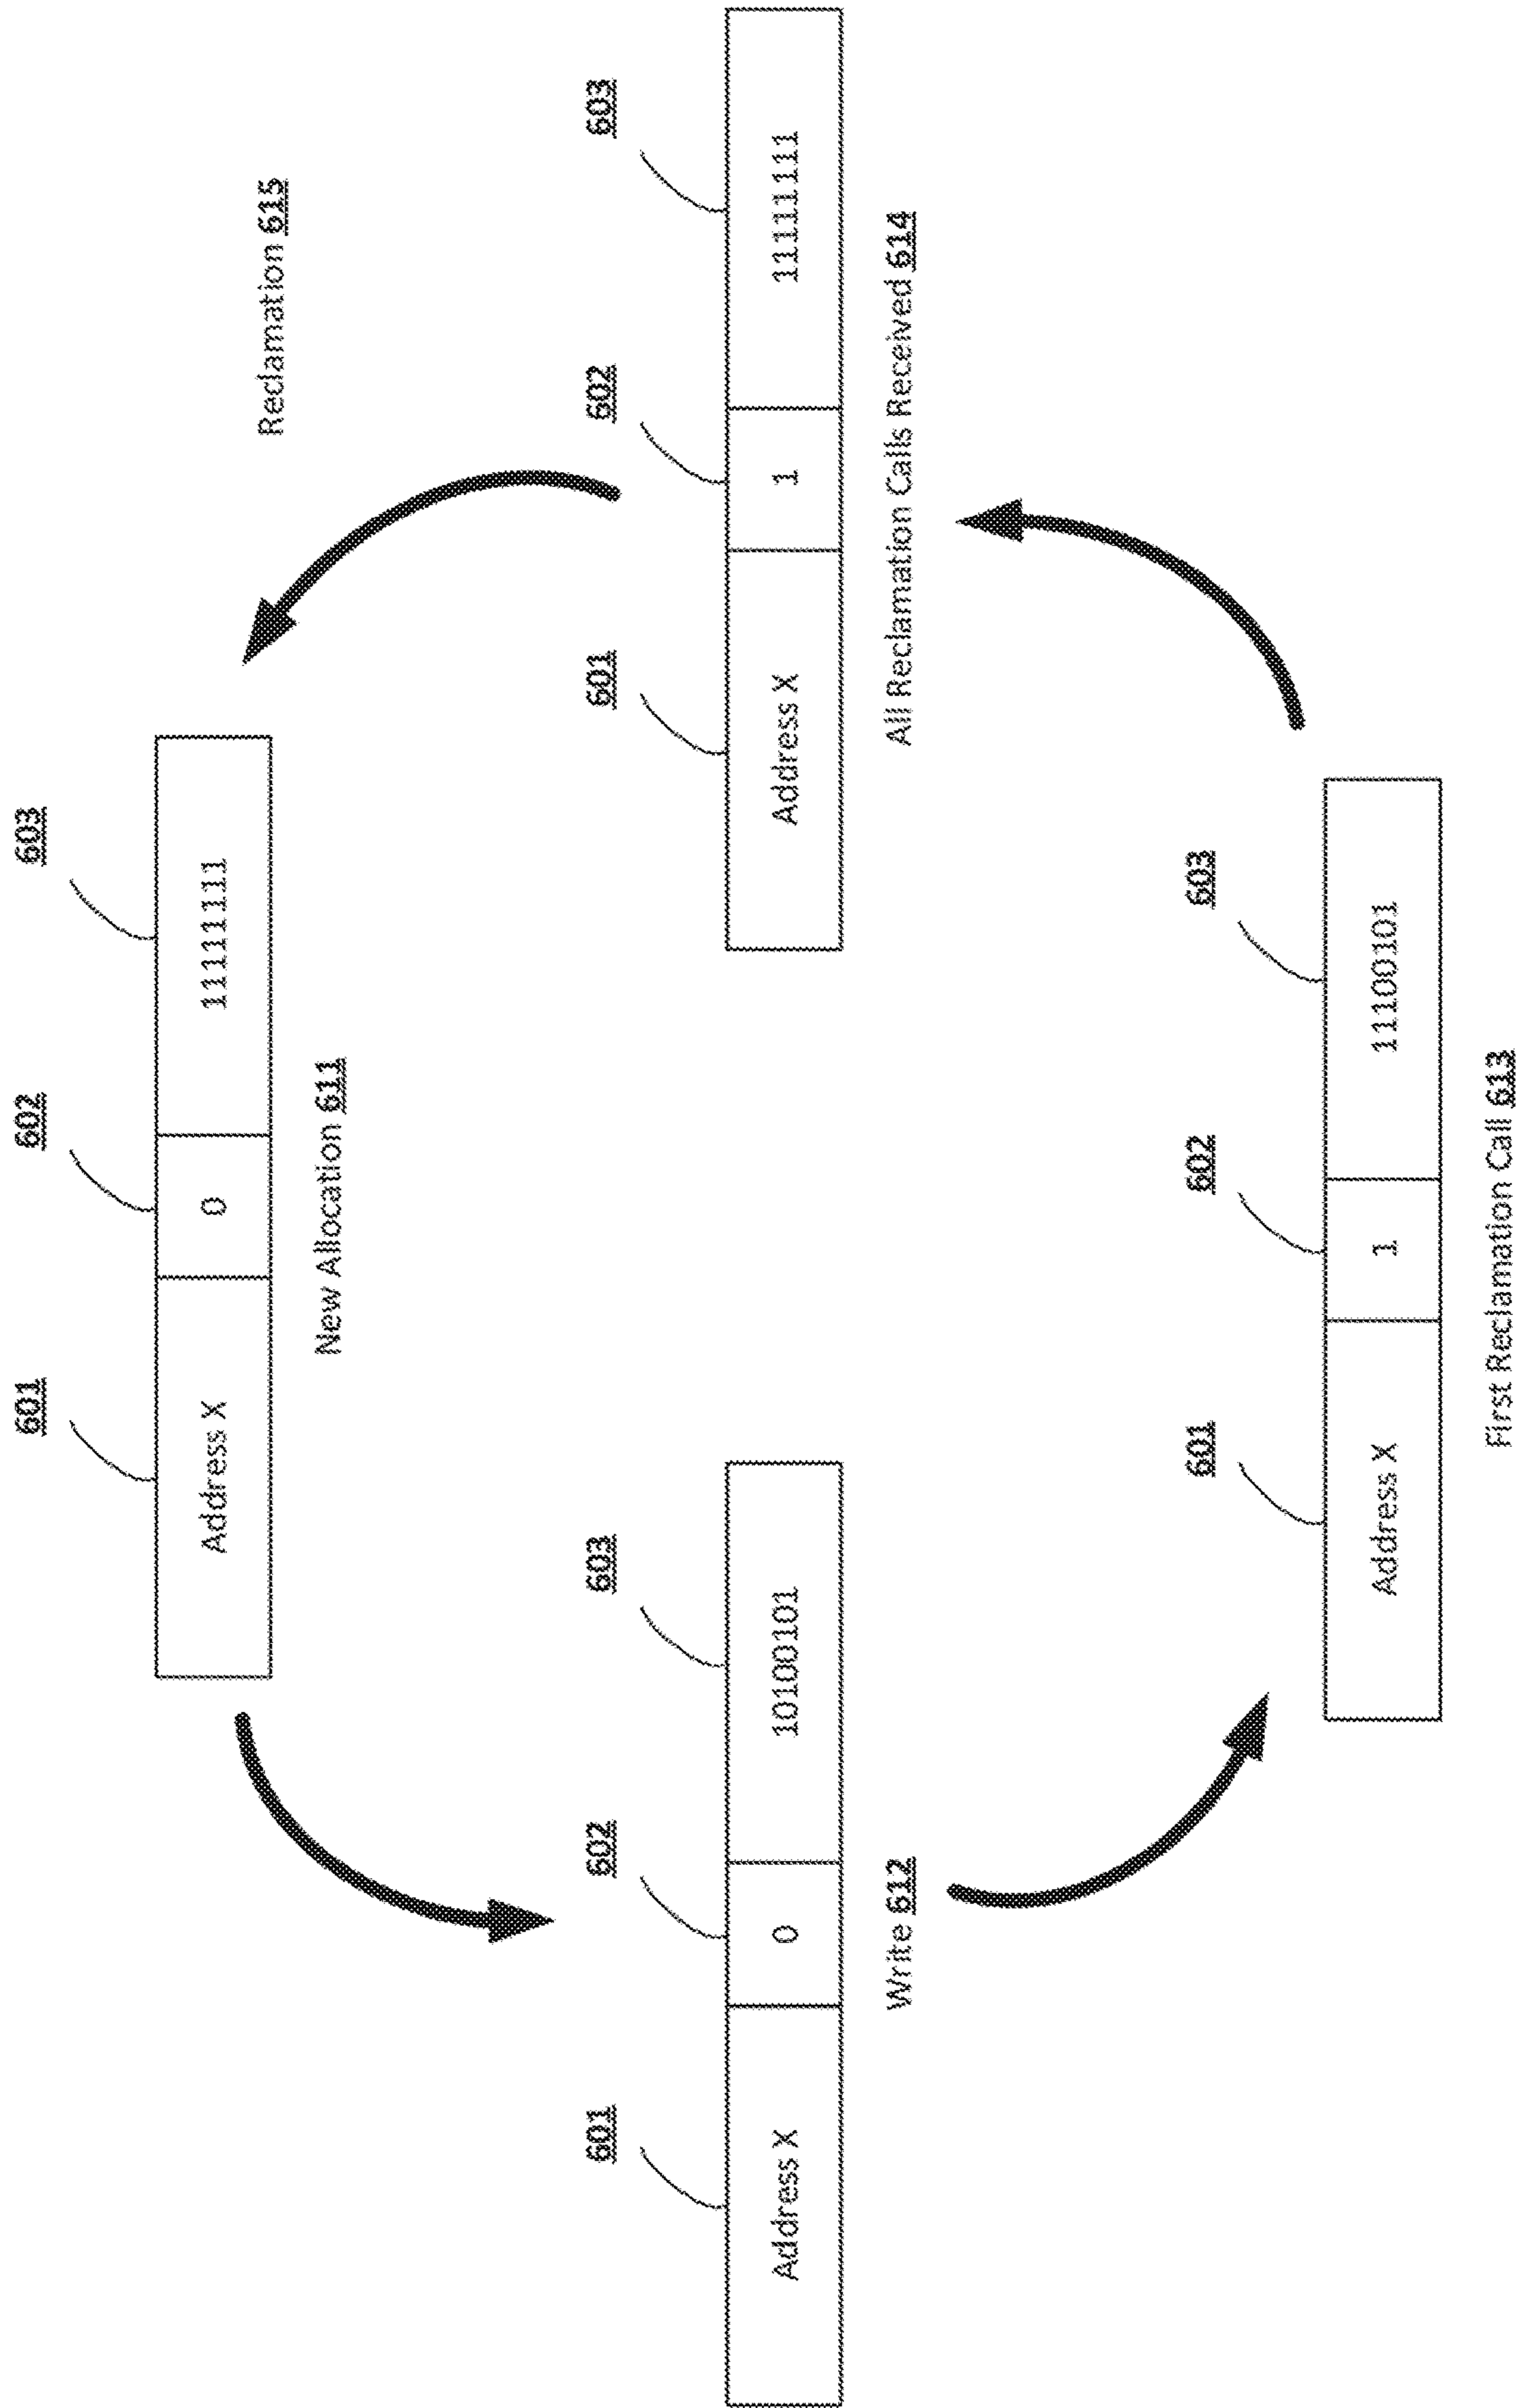 601 602 603
Address X 0 11111111
Reclamation 615
New Allocation 611
601 602 603 601 602 603
Address X 0 10100101 Address X 1 11111111
Write 612 All Reclamation Calls Received 614
601 602 603
Address X 1 11100101
First Reclamation Call 613